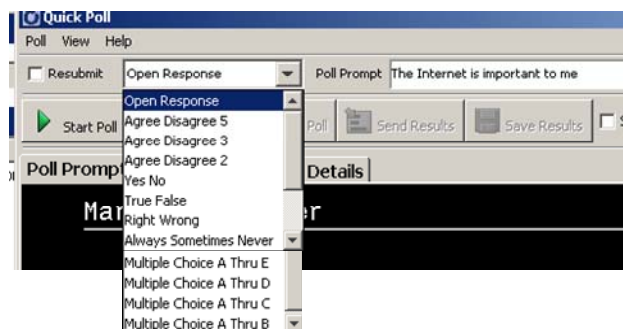 Quick Poll
Poll View Help
Resubmit Open Response Poll Prompt The Internet is important to me
Start Poll Poll Send Results Save Results
Open Response
Agree Disagree 5
Agree Disagree 3
Agree Disagree 2
Yes No
True False
Right Wrong
Always Sometimes Never
Multiple Choice A Thru E
Multiple Choice A Thru D
Multiple Choice A Thru C
Multiple Choice A Thru B
Poll Prompt Details